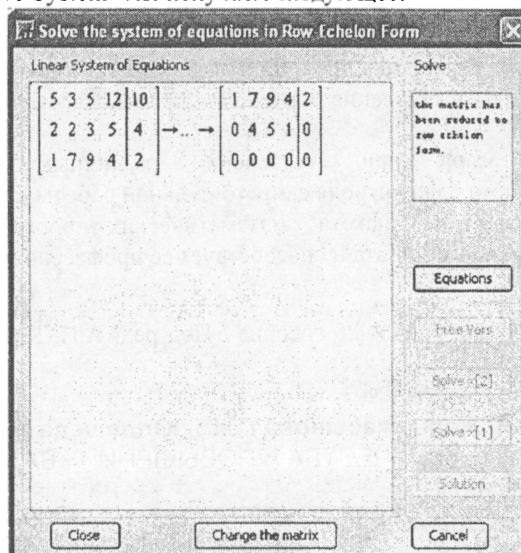 Solve the system of equations in Row-Echelon Form
Linear System of Equations
Solve
5 3 5 12 | 10
2 2 3 5 | 4
1 7 9 4 | 2
→...→
1 7 9 4 | 2
0 4 5 1 | 0
0 0 0 0 | 0
the matrix has
been reduced to
row echelon
form.
Equations
Free Vars
Solve-[2]
Solve-[1]
Solution
Close
Change the matrix
Cancel